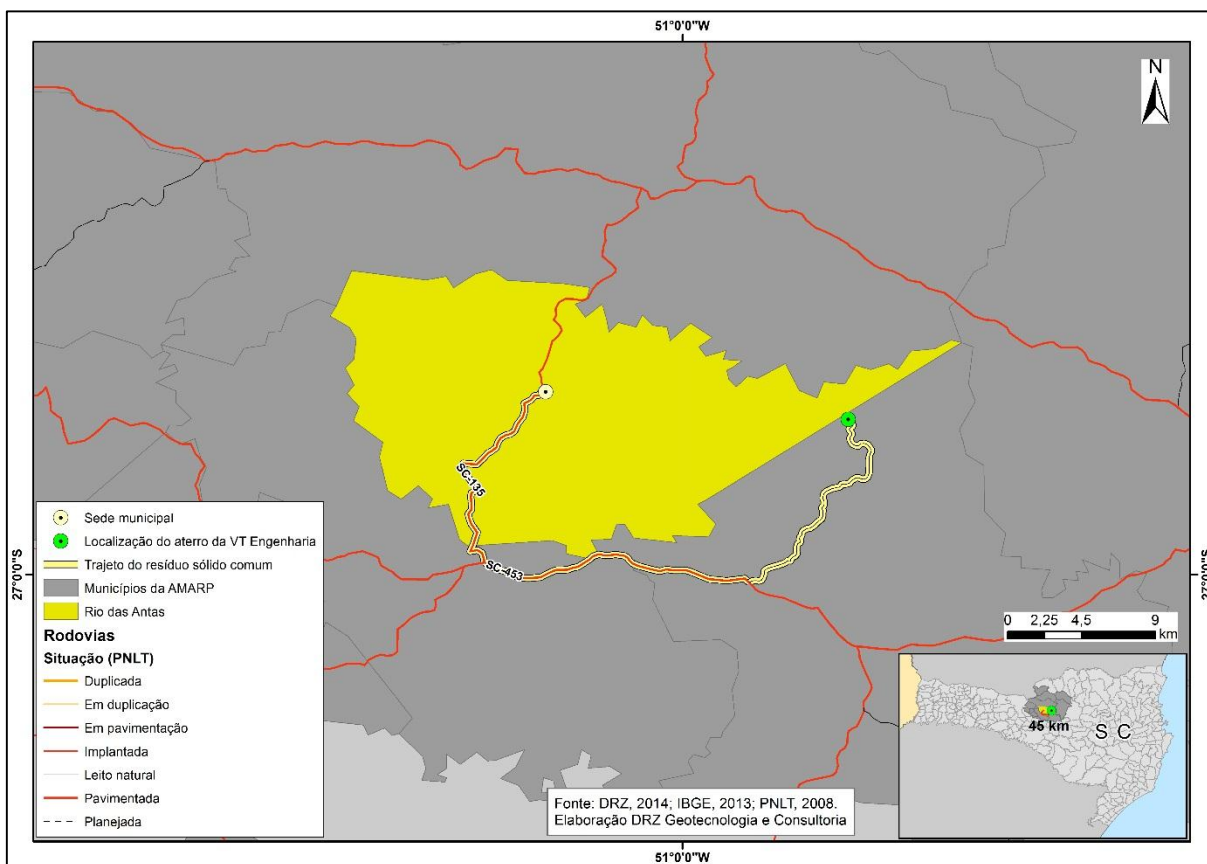 51°0'0"W
N
SC-135
SC-453
27°0'0"S
27°0'0"S
Sede municipal
Localização do aterro da VT Engenharia
Trajeto do resíduo sólido comum
Municípios da AMARP
Rio das Antas
Rodovias
Situação (PNLT)
Duplicada
Em duplicação
Em pavimentação
Implantada
Leito natural
Pavimentada
Planejada
0 2,25 4,5 9
km
45 km
S C
Fonte: DRZ, 2014; IBGE, 2013; PNLT, 2008.
Elaboração DRZ Geotecnologia e Consultoria
51°0'0"W